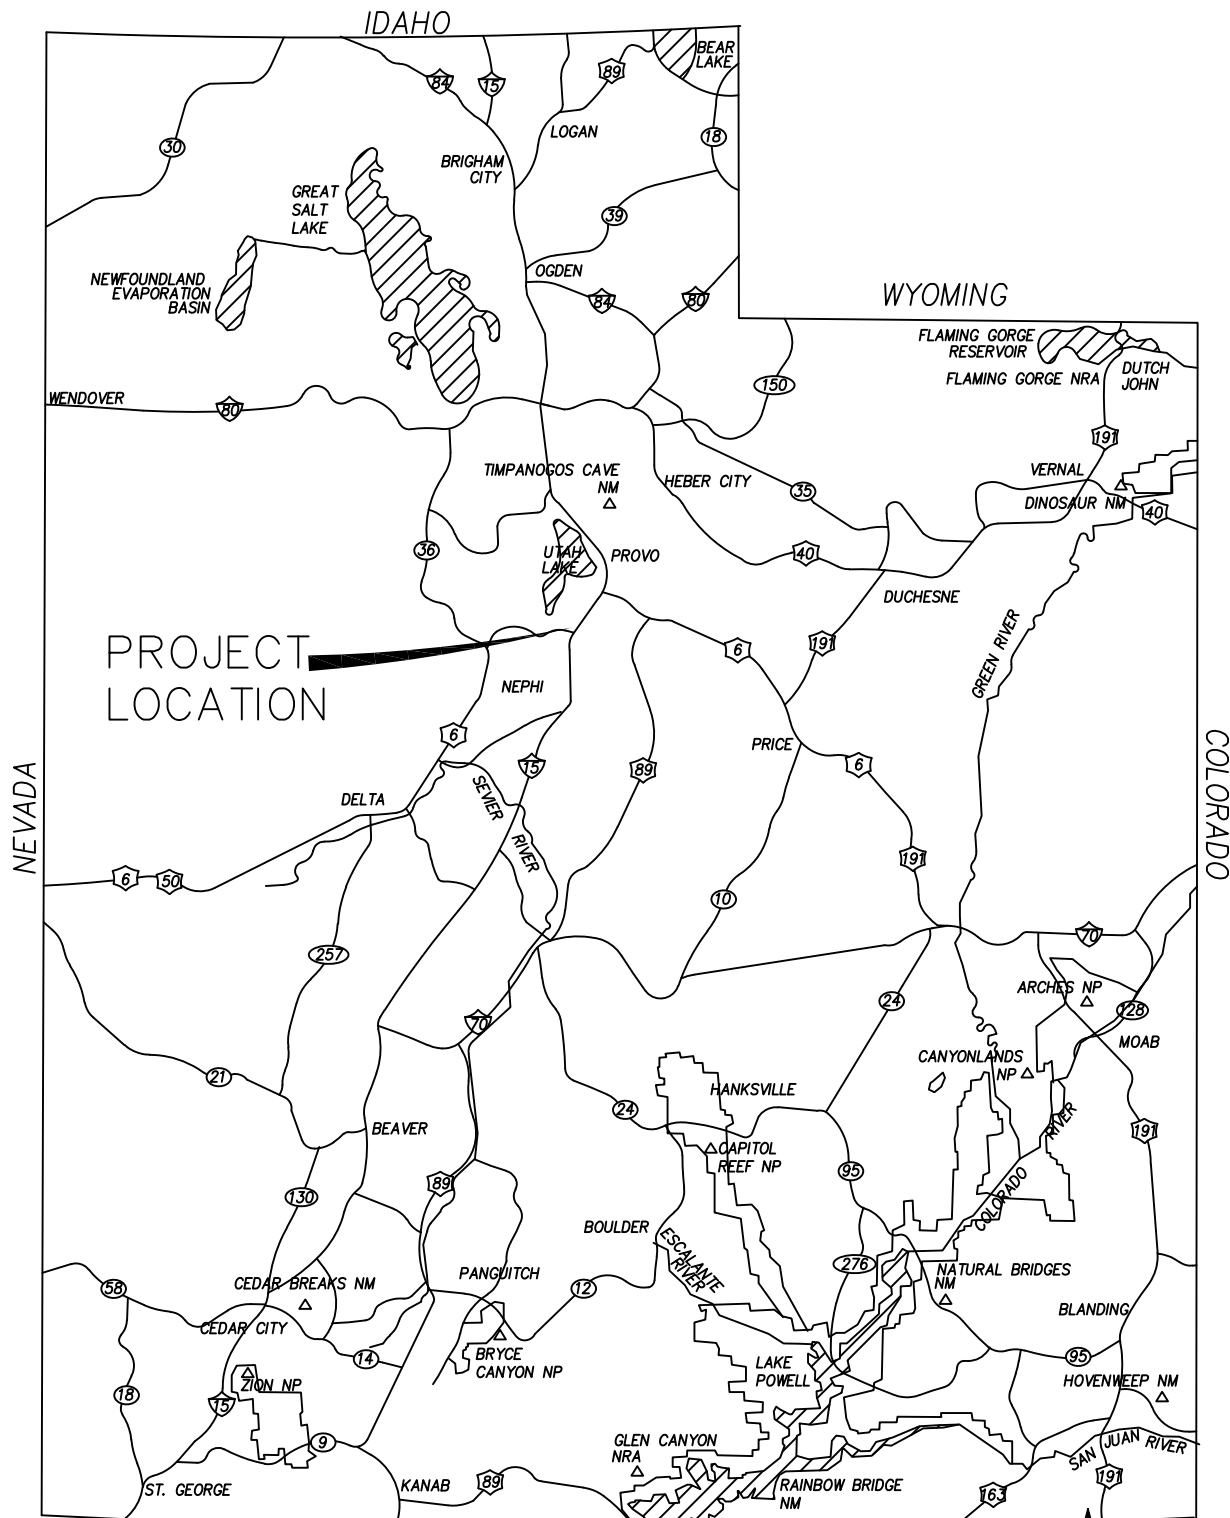 IDAHO
BEAR
LAKE
84
15
89
LOGAN
18
30
BRIGHAM
CITY
GREAT
SALT
LAKE
39
OGDEN
NEWFOUNDLAND
EVAPORATION
BASIN
84
80
WYOMING
FLAMING GORGE
RESERVOIR
FLAMING GORGE NRA
DUTCH
JOHN
150
WENDOVER
80
191
TIMPANOGOS CAVE
NM
HEBER CITY
VERNAL
35
DINOSAUR NM
40
36
UTAH
LAKE
PROVO
40
DUCHESNE
GREEN RIVER
PROJECT
LOCATION
6
191
NEPHI
6
PRICE
15
89
6
NEVADA
COLORADO
SEVIER
RIVER
DELTA
191
6
50
10
257
70
ARCHES NP
24
128
70
MOAB
CANYONLANDS
NP
21
HANKSVILLE
24
RIVER
BEAVER
191
CAPITOL
REEF NP
95
89
130
COLORADO
BOULDER
ESCALANTE
RIVER
276
NATURAL BRIDGES
NM
PANGUITCH
12
58
CEDAR BREAKS NM
BLANDING
CEDAR CITY
14
BRYCE
CANYON NP
LAKE
POWELL
95
HOVENWEEP NM
ZION NP
18
15
9
GLEN CANYON
NRA
SAN JUAN RIVER
ST. GEORGE
KANAB
89
RAINBOW BRIDGE
NM
163
191